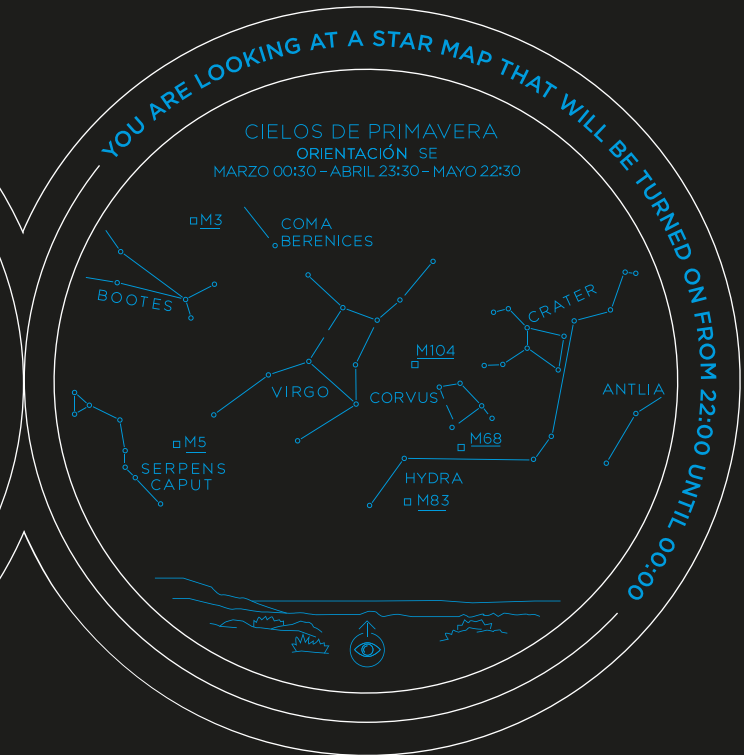 YOU ARE LOOKING AT A STAR MAP THAT WILL BE TURNED ON FROM 22:00 UNTIL 00:00
CIELOS DE PRIMAVERA
ORIENTACIÓN SE
MARZO 00:30 – ABRIL 23:30 – MAYO 22:30
M3
COMA
BERENICES
BOOTES
CRATER
M104
VIRGO
CORVUS
ANTLIA
M5
M68
SERPENS
CAPUT
HYDRA
M83